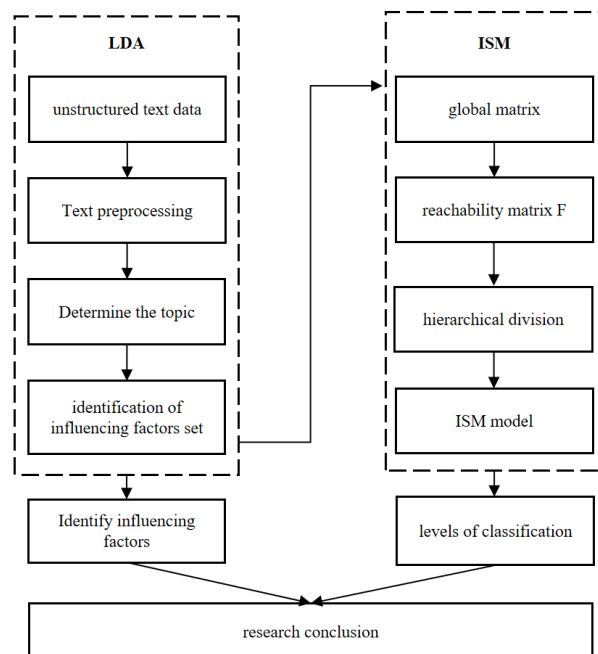 LDA
unstructured text data
Text preprocessing
Determine the topic
identification of
influencing factors set
Identify influencing
factors
ISM
global matrix
reachability matrix F
hierarchical division
ISM model
levels of classification
research conclusion